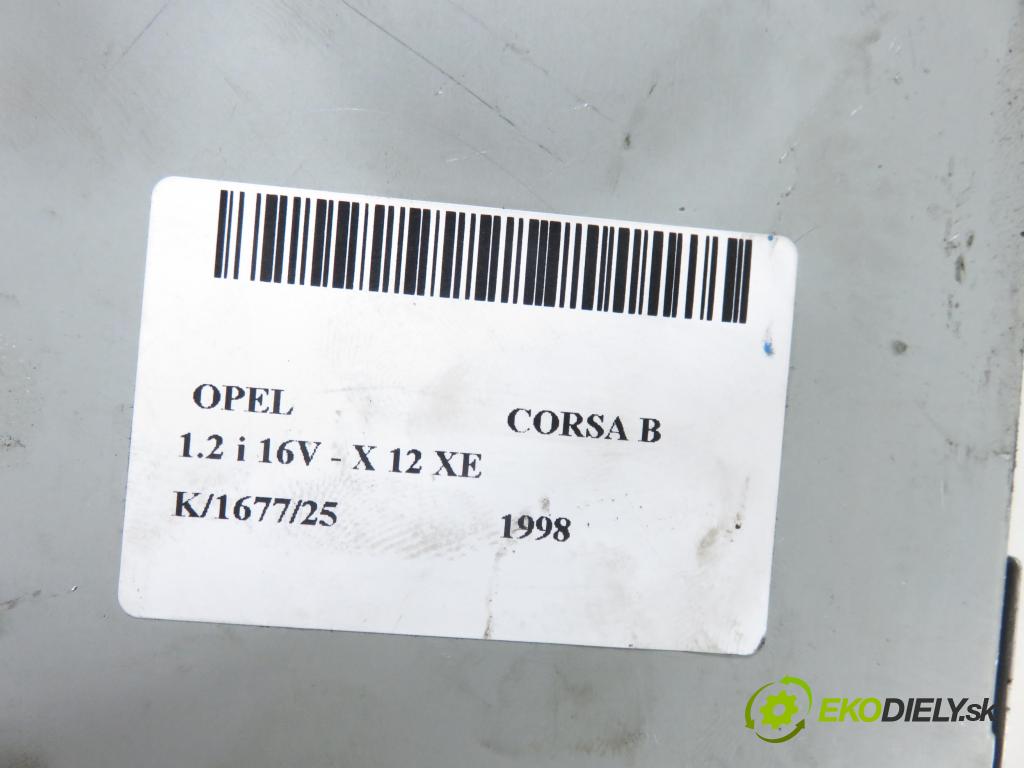 OPEL CORSA B
1.2 i 16V - X 12 XE
K/1677/25 1998
EKODIELY.sk